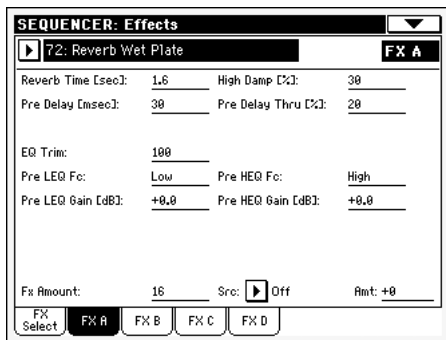 SEQUENCER: Effects
72: Reverb Wet Plate FX A
Reverb Time [sec]: 1.6 High Damp [%]: 30
Pre Delay [msec]: 30 Pre Delay Thru [%]: 20
EQ Trim: 100
Pre LEQ Fc: Low Pre HEQ Fc: High
Pre LEQ Gain [dB]: +0.0 Pre HEQ Gain [dB]: +0.0
Fx Amount: 16 Src: Off Amt: +0
FX Select FX A FX B FX C FX D